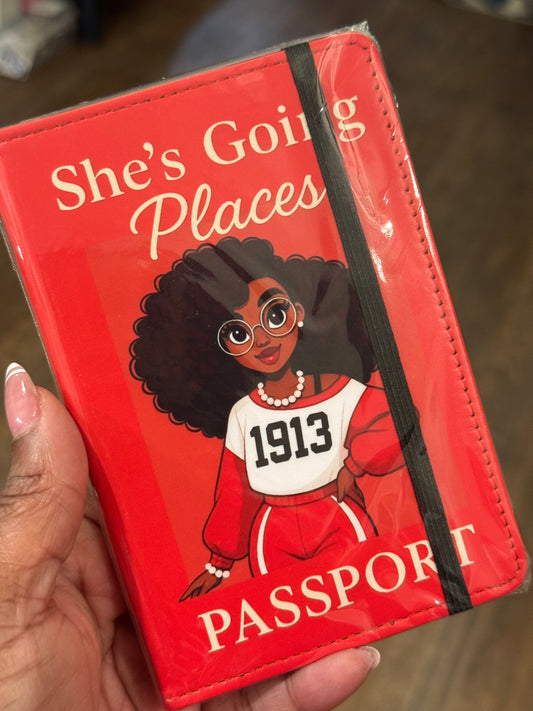 She's Going
Places
1913
PASSPORT